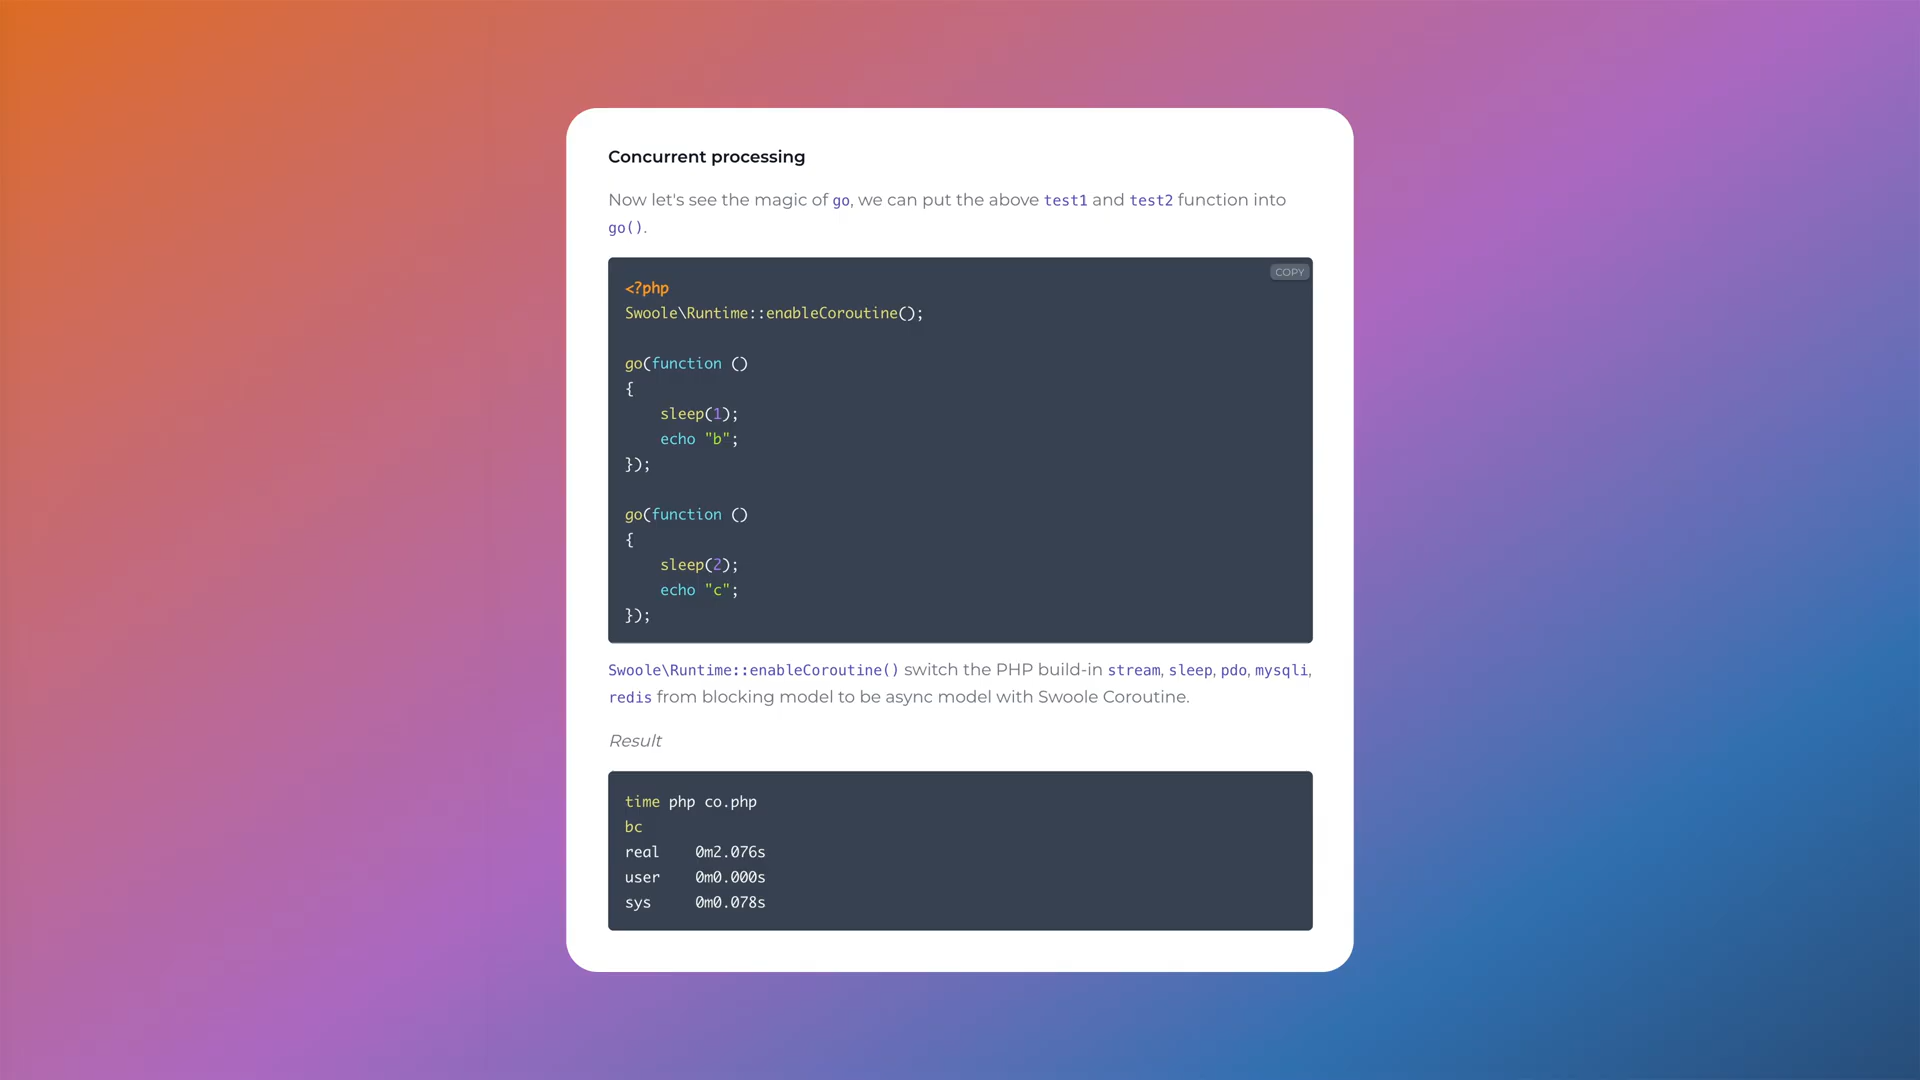 Concurrent processing
Now let's see the magic of go, we can put the above test1 and test2 function into
go().
COPY
<?php
Swoole\Runtime::enableCoroutine();
go(function ()
{
    sleep(1);
    echo "b";
});
go(function ()
{
    sleep(2);
    echo "c";
});
Swoole\Runtime::enableCoroutine() switch the PHP build-in stream, sleep, pdo, mysqli,
redis from blocking model to be async model with Swoole Coroutine.
Result
time php co.php
bc
real    0m2.076s
user    0m0.000s
sys     0m0.078s